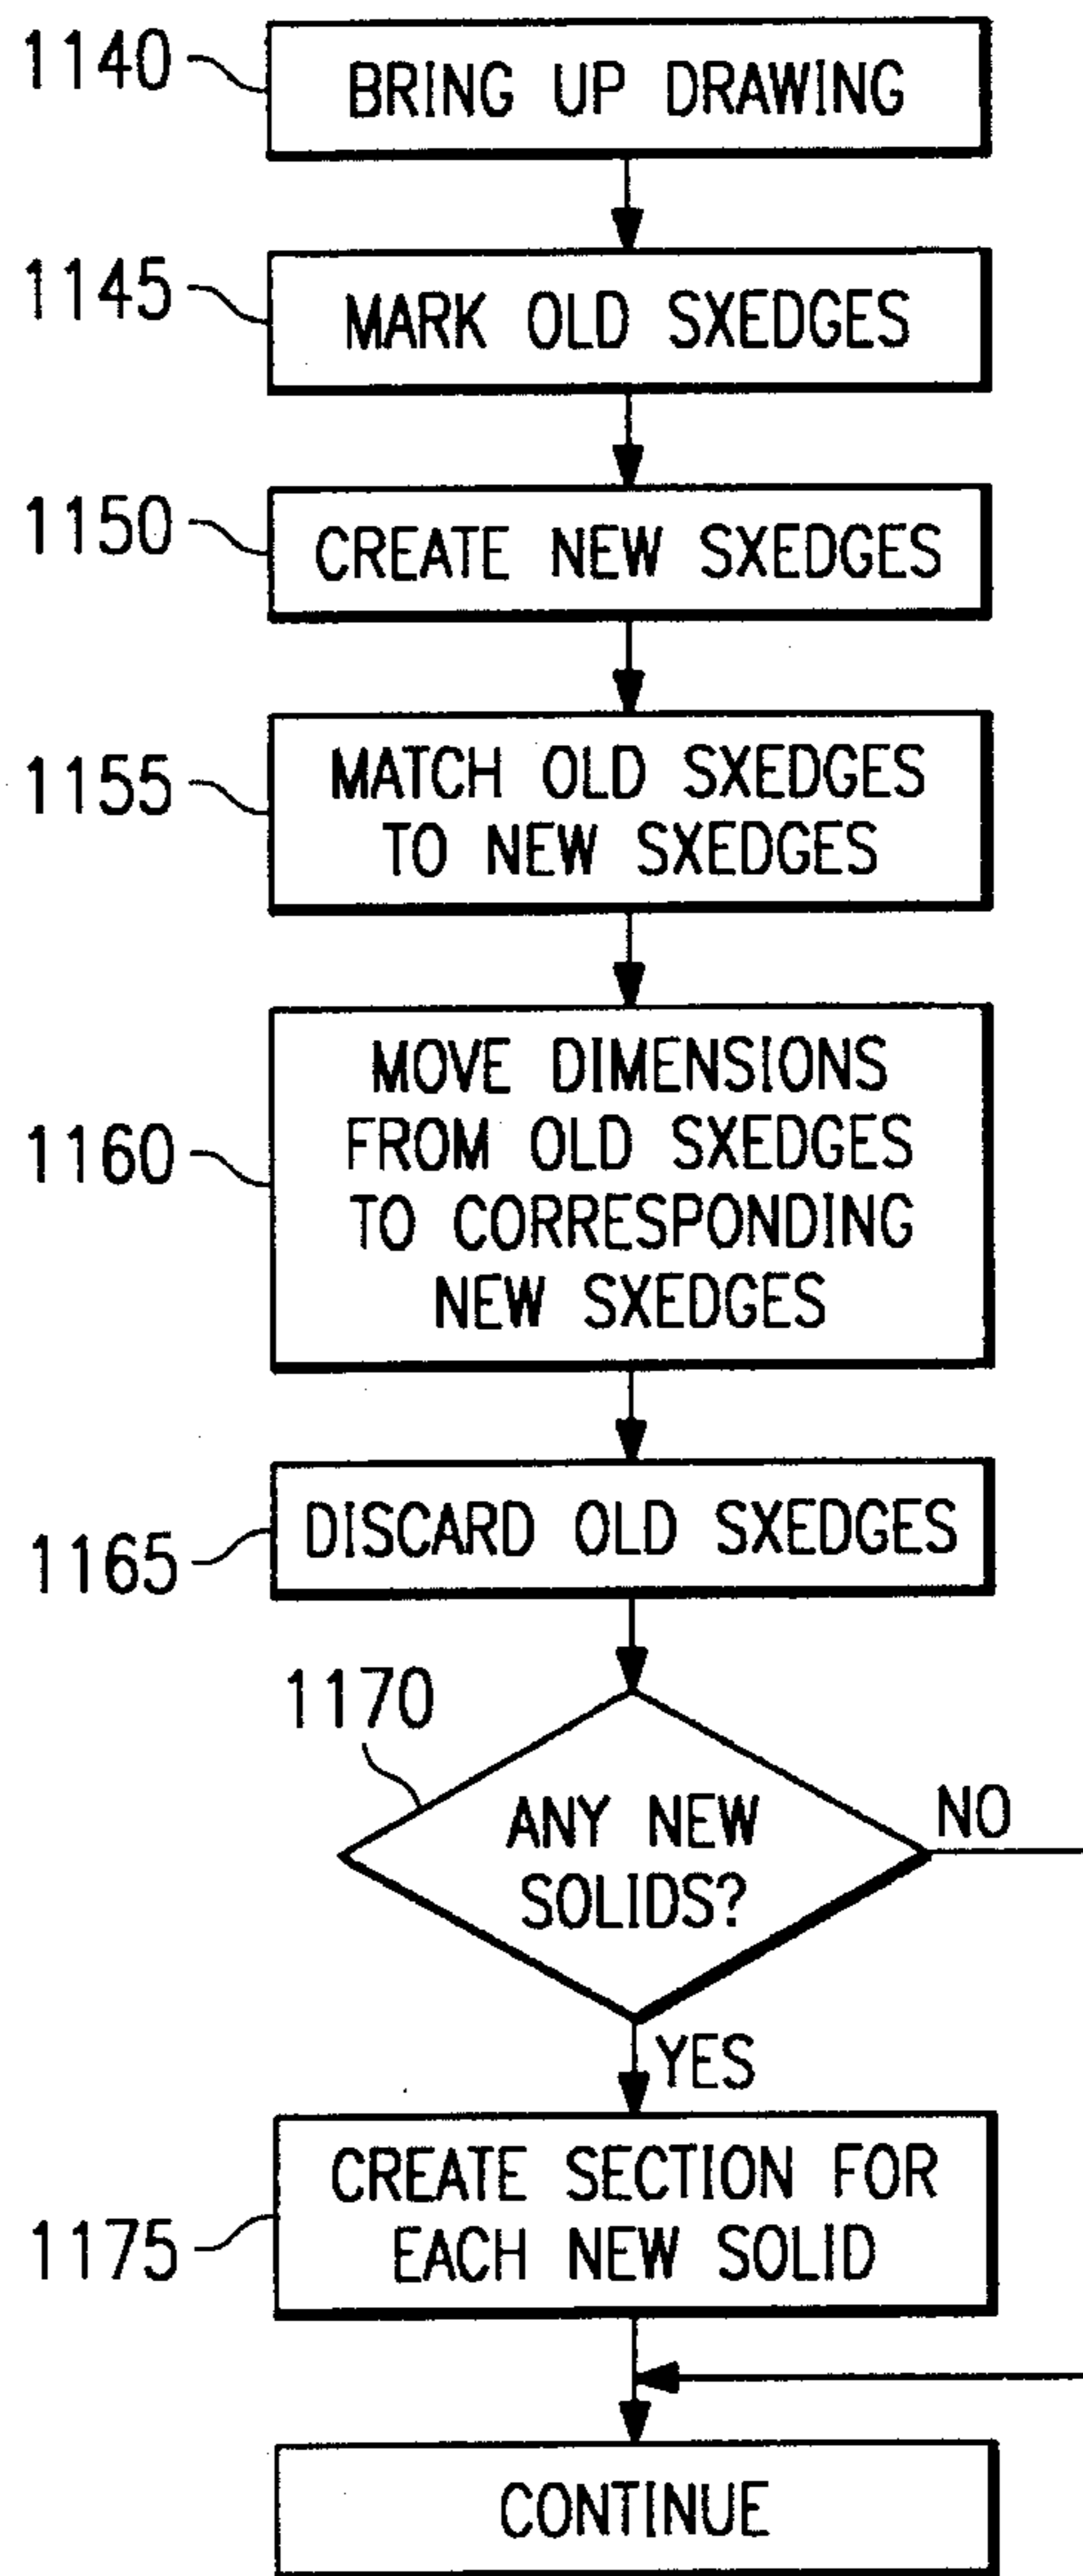 1140
BRING UP DRAWING
1145
MARK OLD SXEDGES
1150
CREATE NEW SXEDGES
1155
MATCH OLD SXEDGES
TO NEW SXEDGES
1160
MOVE DIMENSIONS
FROM OLD SXEDGES
TO CORRESPONDING
NEW SXEDGES
1165
DISCARD OLD SXEDGES
1170
ANY NEW
SOLIDS?
NO
YES
1175
CREATE SECTION FOR
EACH NEW SOLID
CONTINUE